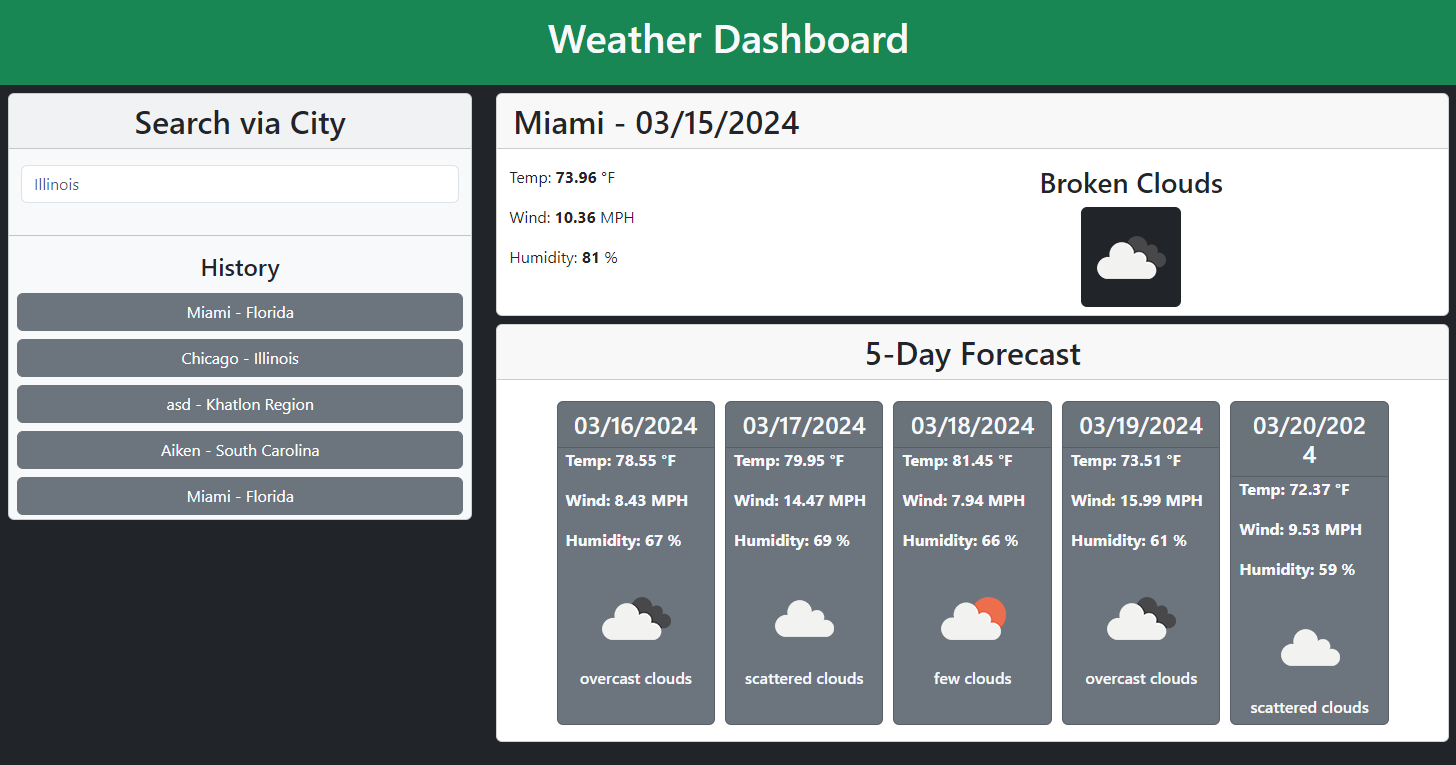 Weather Dashboard
Search via City
Illinois
History
Miami - Florida
Chicago - Illinois
asd - Khatlon Region
Aiken - South Carolina
Miami - Florida
Miami - 03/15/2024
Temp: 73.96 °F
Wind: 10.36 MPH
Humidity: 81 %
Broken Clouds
5-Day Forecast
03/16/2024
Temp: 78.55 °F
Wind: 8.43 MPH
Humidity: 67 %
overcast clouds
03/17/2024
Temp: 79.95 °F
Wind: 14.47 MPH
Humidity: 69 %
scattered clouds
03/18/2024
Temp: 81.45 °F
Wind: 7.94 MPH
Humidity: 66 %
few clouds
03/19/2024
Temp: 73.51 °F
Wind: 15.99 MPH
Humidity: 61 %
overcast clouds
03/20/202
4
Temp: 72.37 °F
Wind: 9.53 MPH
Humidity: 59 %
scattered clouds